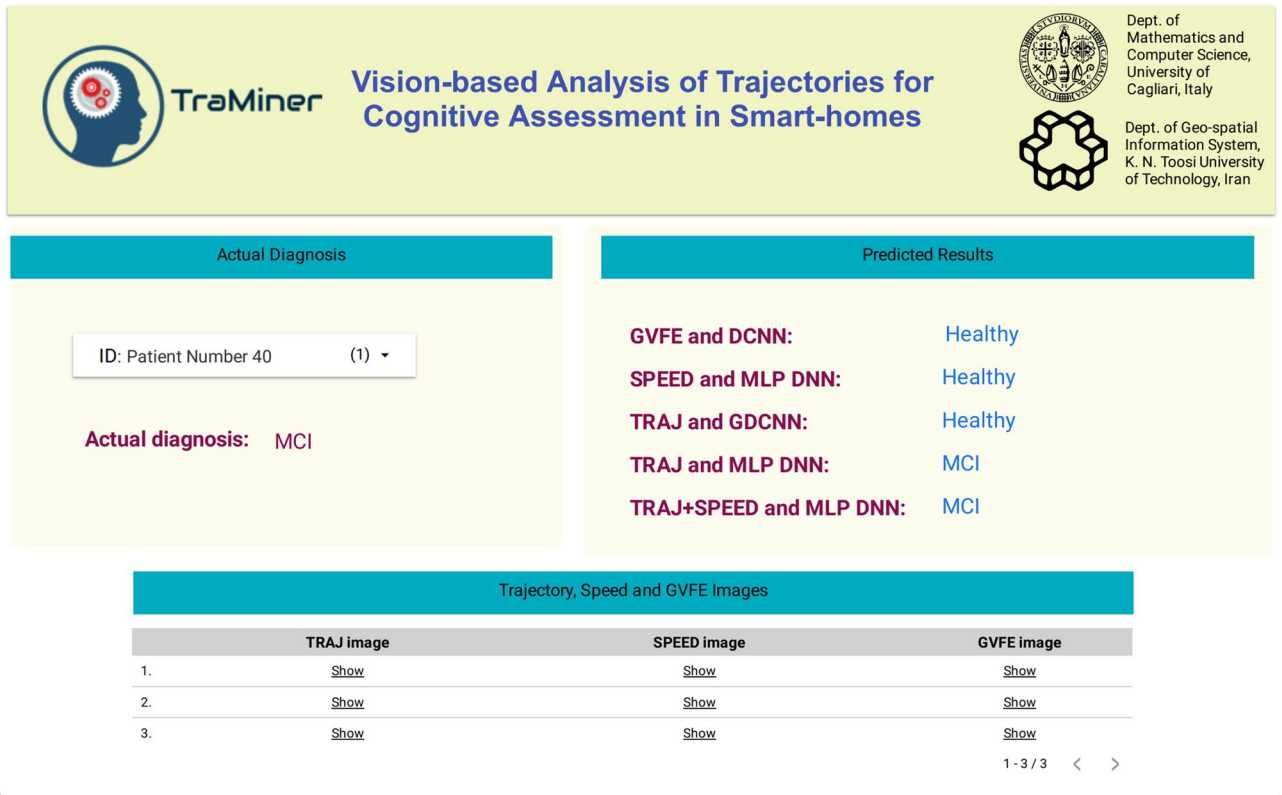 TraMiner
Vision-based Analysis of Trajectories for
Cognitive Assessment in Smart-homes
Dept. of
Mathematics and
Computer Science,
University of
Cagliari, Italy
Dept. of Geo-spatial
Information System,
K. N. Toosi University
of Technology, Iran
Actual Diagnosis
ID: Patient Number 40 (1)
Actual diagnosis: MCI
Predicted Results
GVFE and DCNN: Healthy
SPEED and MLP DNN: Healthy
TRAJ and GDCNN: Healthy
TRAJ and MLP DNN: MCI
TRAJ+SPEED and MLP DNN: MCI
Trajectory, Speed and GVFE Images
TRAJ image SPEED image GVFE image
1. Show Show Show
2. Show Show Show
3. Show Show Show
1 - 3 / 3 < >